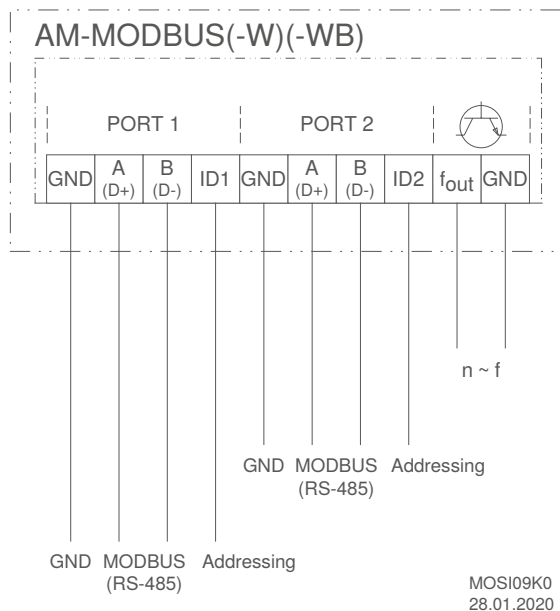 AM-MODBUS(-W)(-WB)
PORT 1 PORT 2
GND A (D+) B (D-) ID1 GND A (D+) B (D-) ID2 fout GND
n ~ f
GND MODBUS Addressing
(RS-485)
GND MODBUS Addressing
(RS-485)
MOSI09K0
28.01.2020